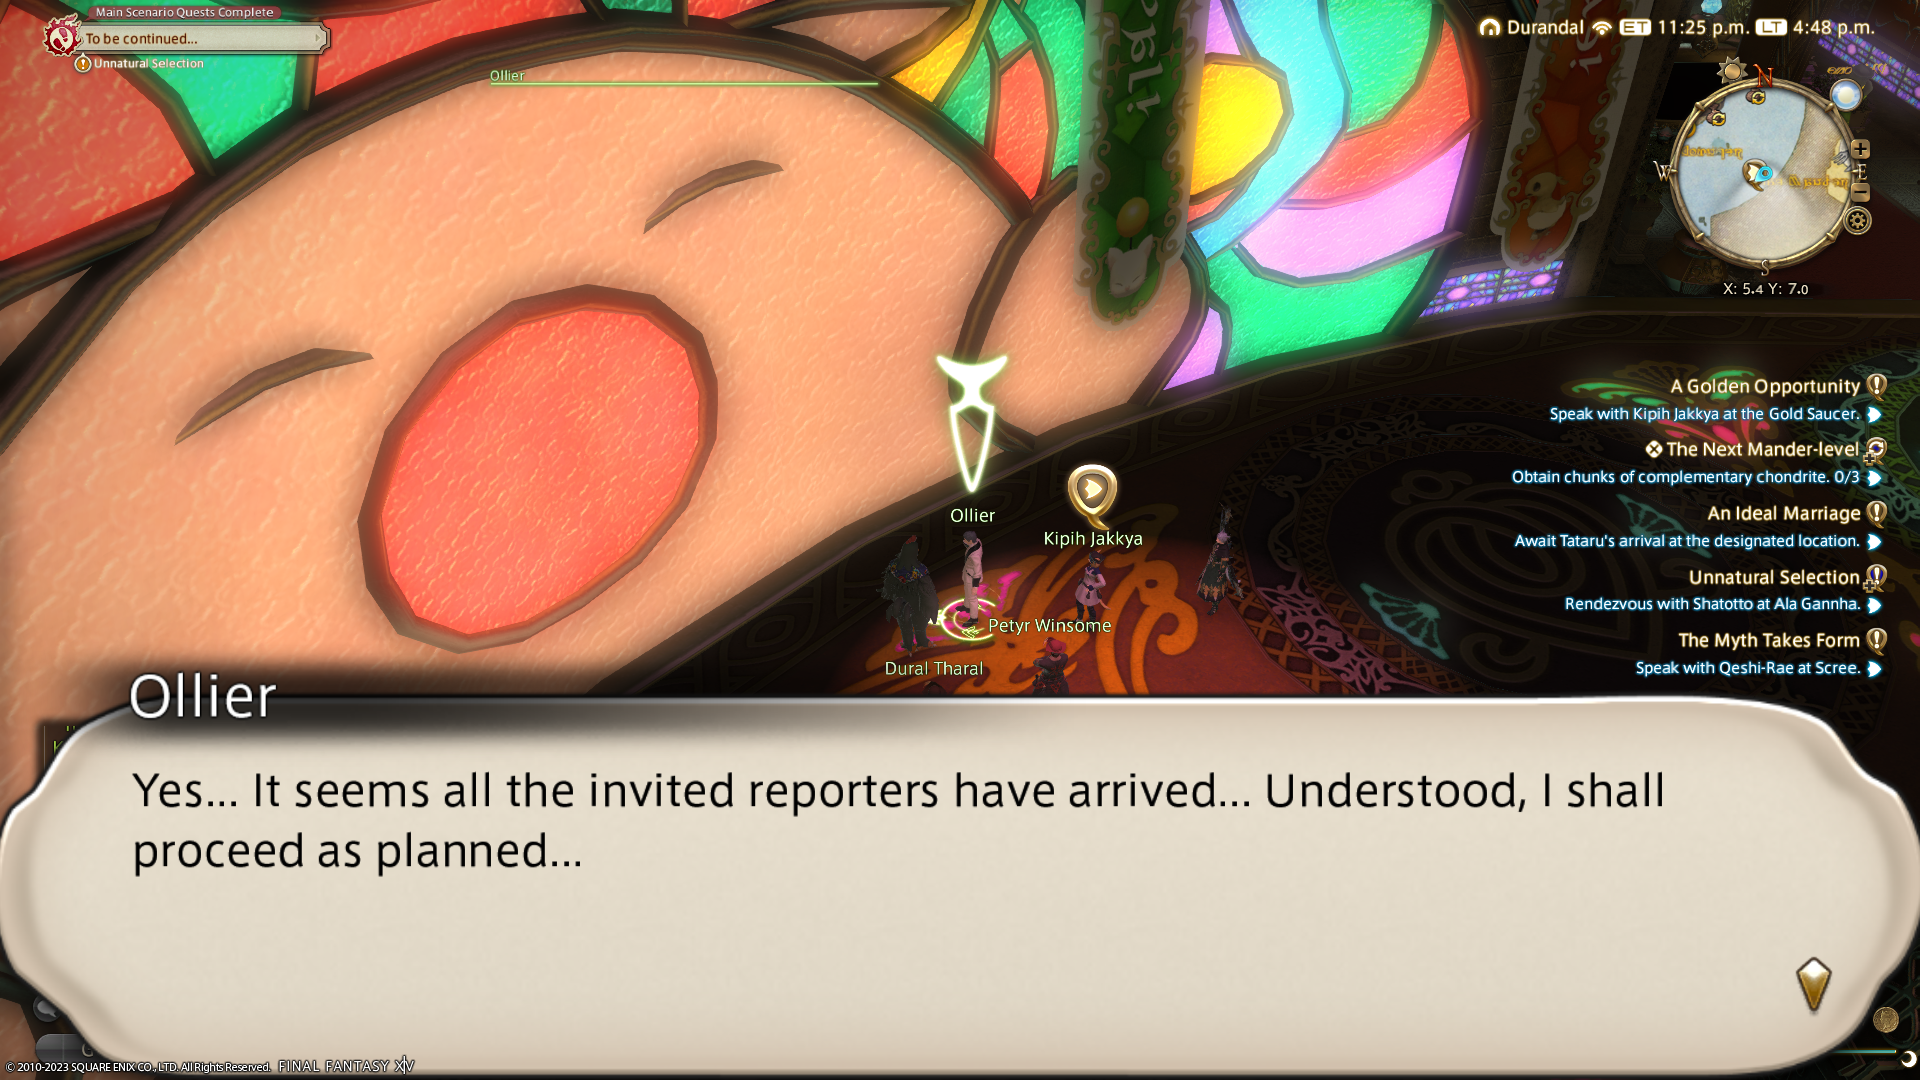 Main Scenario Quests Complete
To be continued...
Unnatural Selection
Ollier
Durandal ET 11:25 p.m. LT 4:48 p.m.
N
W
E
S
X: 5.4 Y: 7.0
A Golden Opportunity
Speak with Kipih Jakkya at the Gold Saucer.
The Next Mander-level
Obtain chunks of complementary chondrite. 0/3
An Ideal Marriage
Await Tataru's arrival at the designated location.
Unnatural Selection
Rendezvous with Shatotto at Ala Gannha.
The Myth Takes Form
Speak with Qeshi-Rae at Scree.
Ollier
Kipih Jakkya
Petyr Winsome
Dural Tharal
Ollier
Yes... It seems all the invited reporters have arrived... Understood, I shall
proceed as planned...
© 2010-2023 SQUARE ENIX CO., LTD. All Rights Reserved. FINAL FANTASY XIV